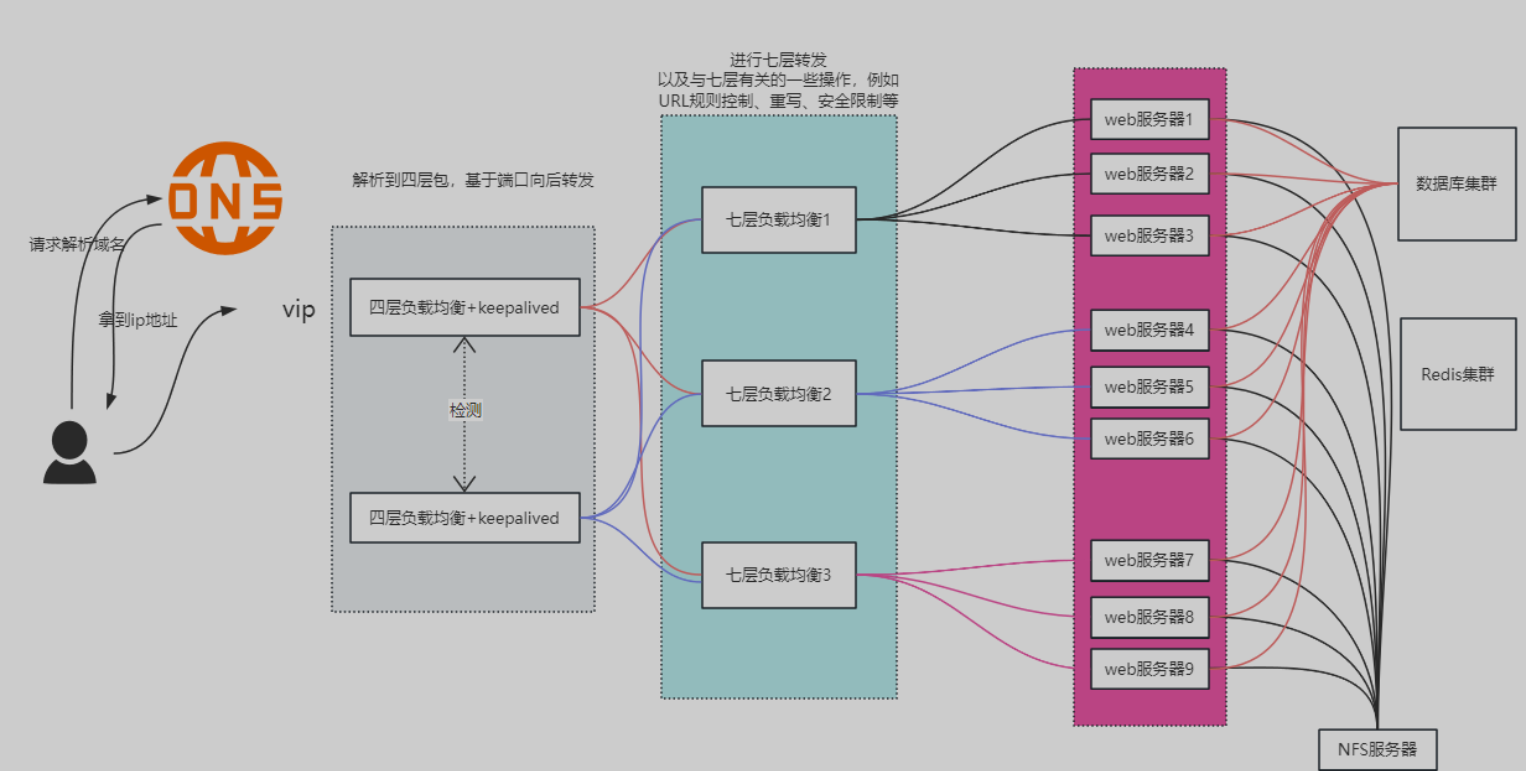 进行七层转发
以及与七层有关的一些操作，例如
URL规则控制、重写、安全限制等
DNS
请求解析域名
拿到ip地址
vip
解析到四层包，基于端口向后转发
四层负载均衡+keepalived
检测
四层负载均衡+keepalived
七层负载均衡1
七层负载均衡2
七层负载均衡3
web服务器1
web服务器2
web服务器3
web服务器4
web服务器5
web服务器6
web服务器7
web服务器8
web服务器9
数据库集群
Redis集群
NFS服务器